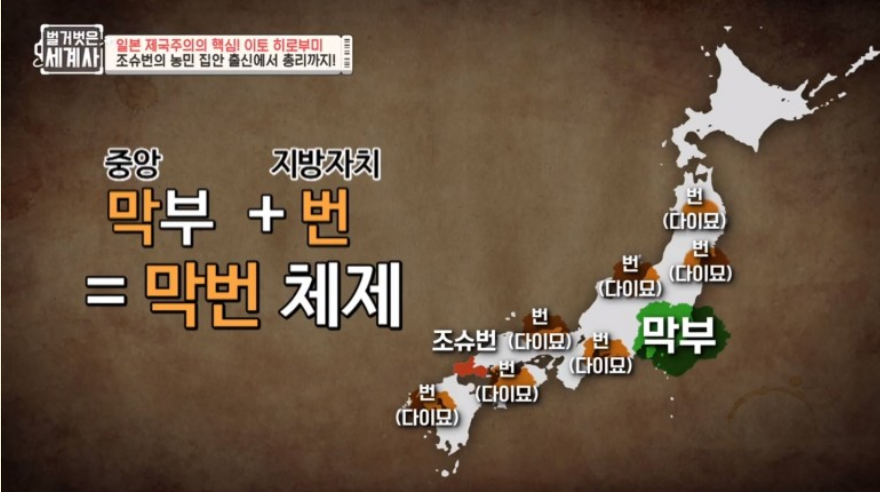 벌거벗은
세계사
일본 제국주의의 핵심! 이토 히로부미
조슈번의 농민 집안 출신에서 총리까지!
중앙 지방자치
막부 + 번
= 막번 체제
번
(다이묘)
번
(다이묘)
번
(다이묘)
막부
번
(다이묘)
번
(다이묘)
조슈번
번
(다이묘)
번
(다이묘)